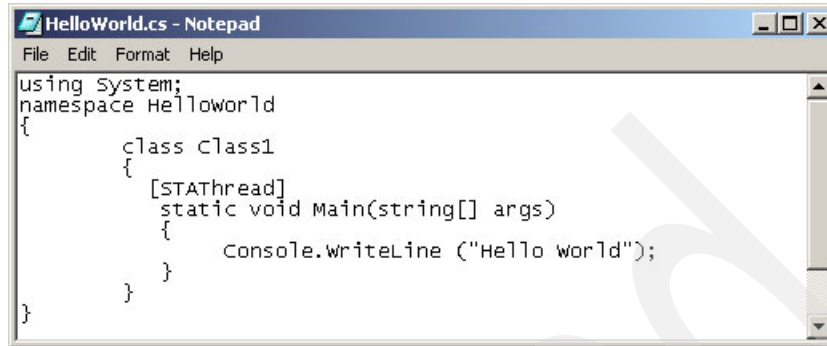 HelloWorld.cs - Notepad
File Edit Format Help
using System;
namespace HelloWorld
{
class Class1
{
[STAThread]
static void Main(string[] args)
{
Console.WriteLine ("Hello World");
}
}
}